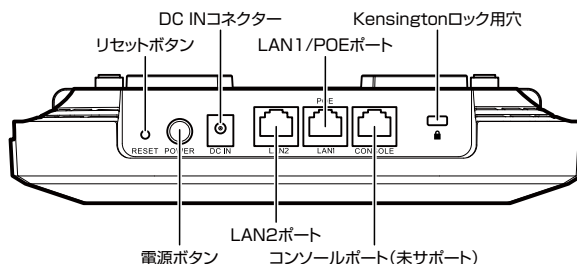 DC INコネクター
Kensingtonロック用穴
リセットボタン
LAN1/POEポート
POE
RESET POWER DC IN LAN2 LAN1 CONSOLE
LAN2ポート
電源ボタン
コンソールポート(未サポート)